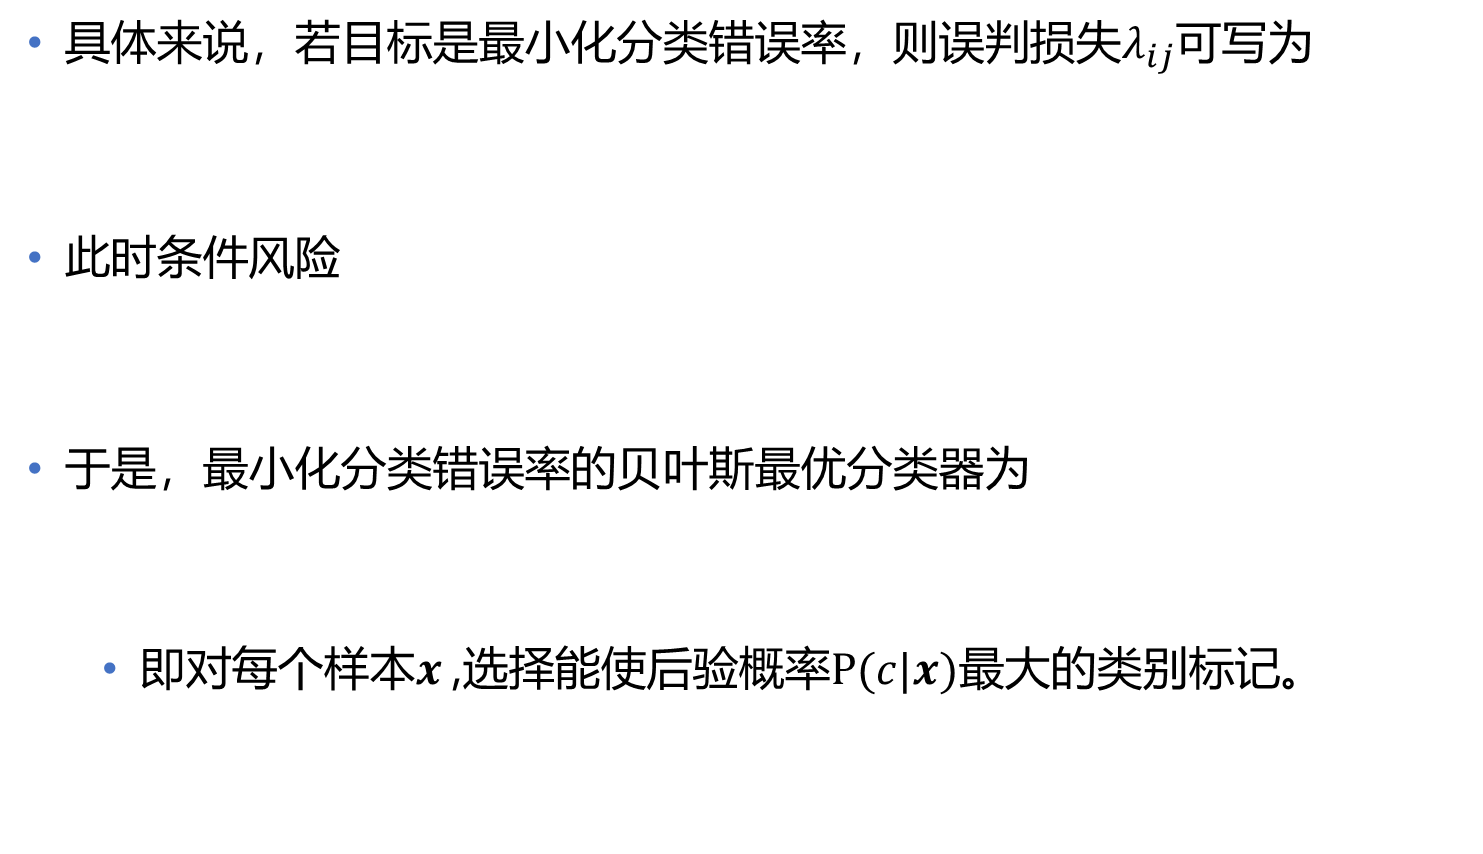 • 具体来说，若目标是最小化分类错误率，则误判损失λᵢⱼ可写为
• 此时条件风险
• 于是，最小化分类错误率的贝叶斯最优分类器为
• 即对每个样本x ,选择能使后验概率P(c|x)最大的类别标记。